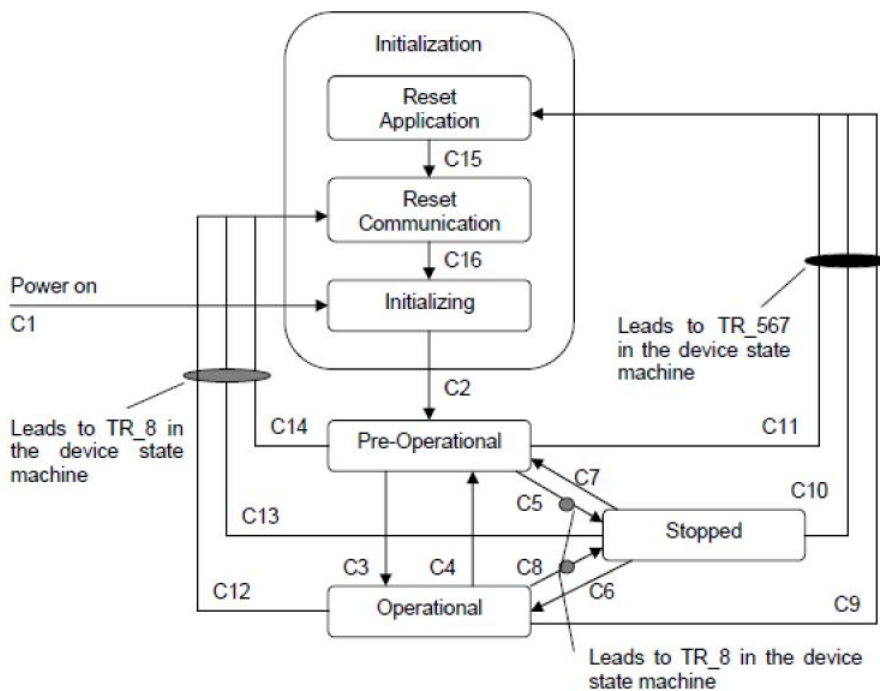 Initialization
Reset
Application
C15
Reset
Communication
C16
Power on
C1
Initializing
Leads to TR_567
in the device state
machine
C2
Leads to TR_8 in
the device state
machine
C14
Pre-Operational
C11
C7
C5
C10
C13
Stopped
C3
C4
C8
C6
C12
Operational
C9
Leads to TR_8 in the device
state machine